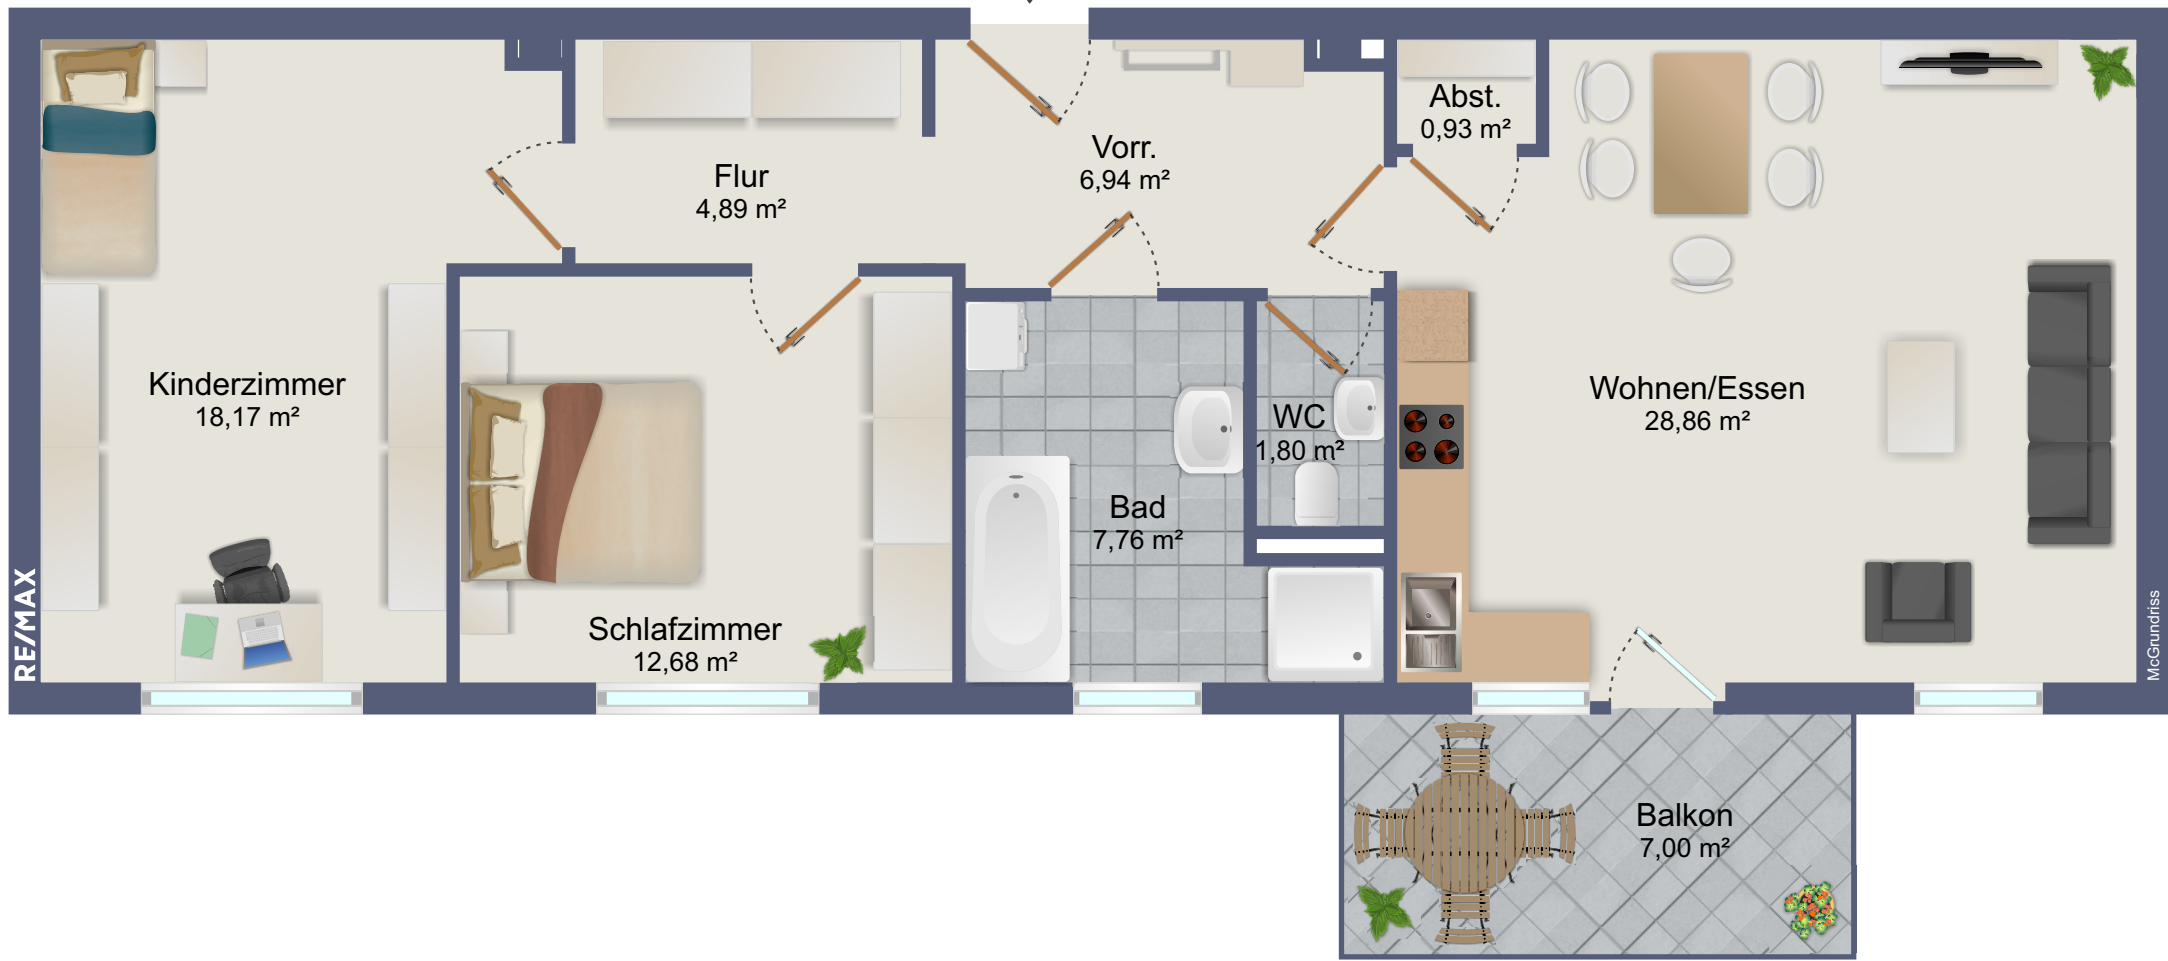 Abst.
0,93 m²
Vorr.
6,94 m²
Flur
4,89 m²
Kinderzimmer
18,17 m²
Wohnen/Essen
28,86 m²
WC
1,80 m²
Bad
7,76 m²
Schlafzimmer
12,68 m²
RE/MAX
McGrundriss
Balkon
7,00 m²